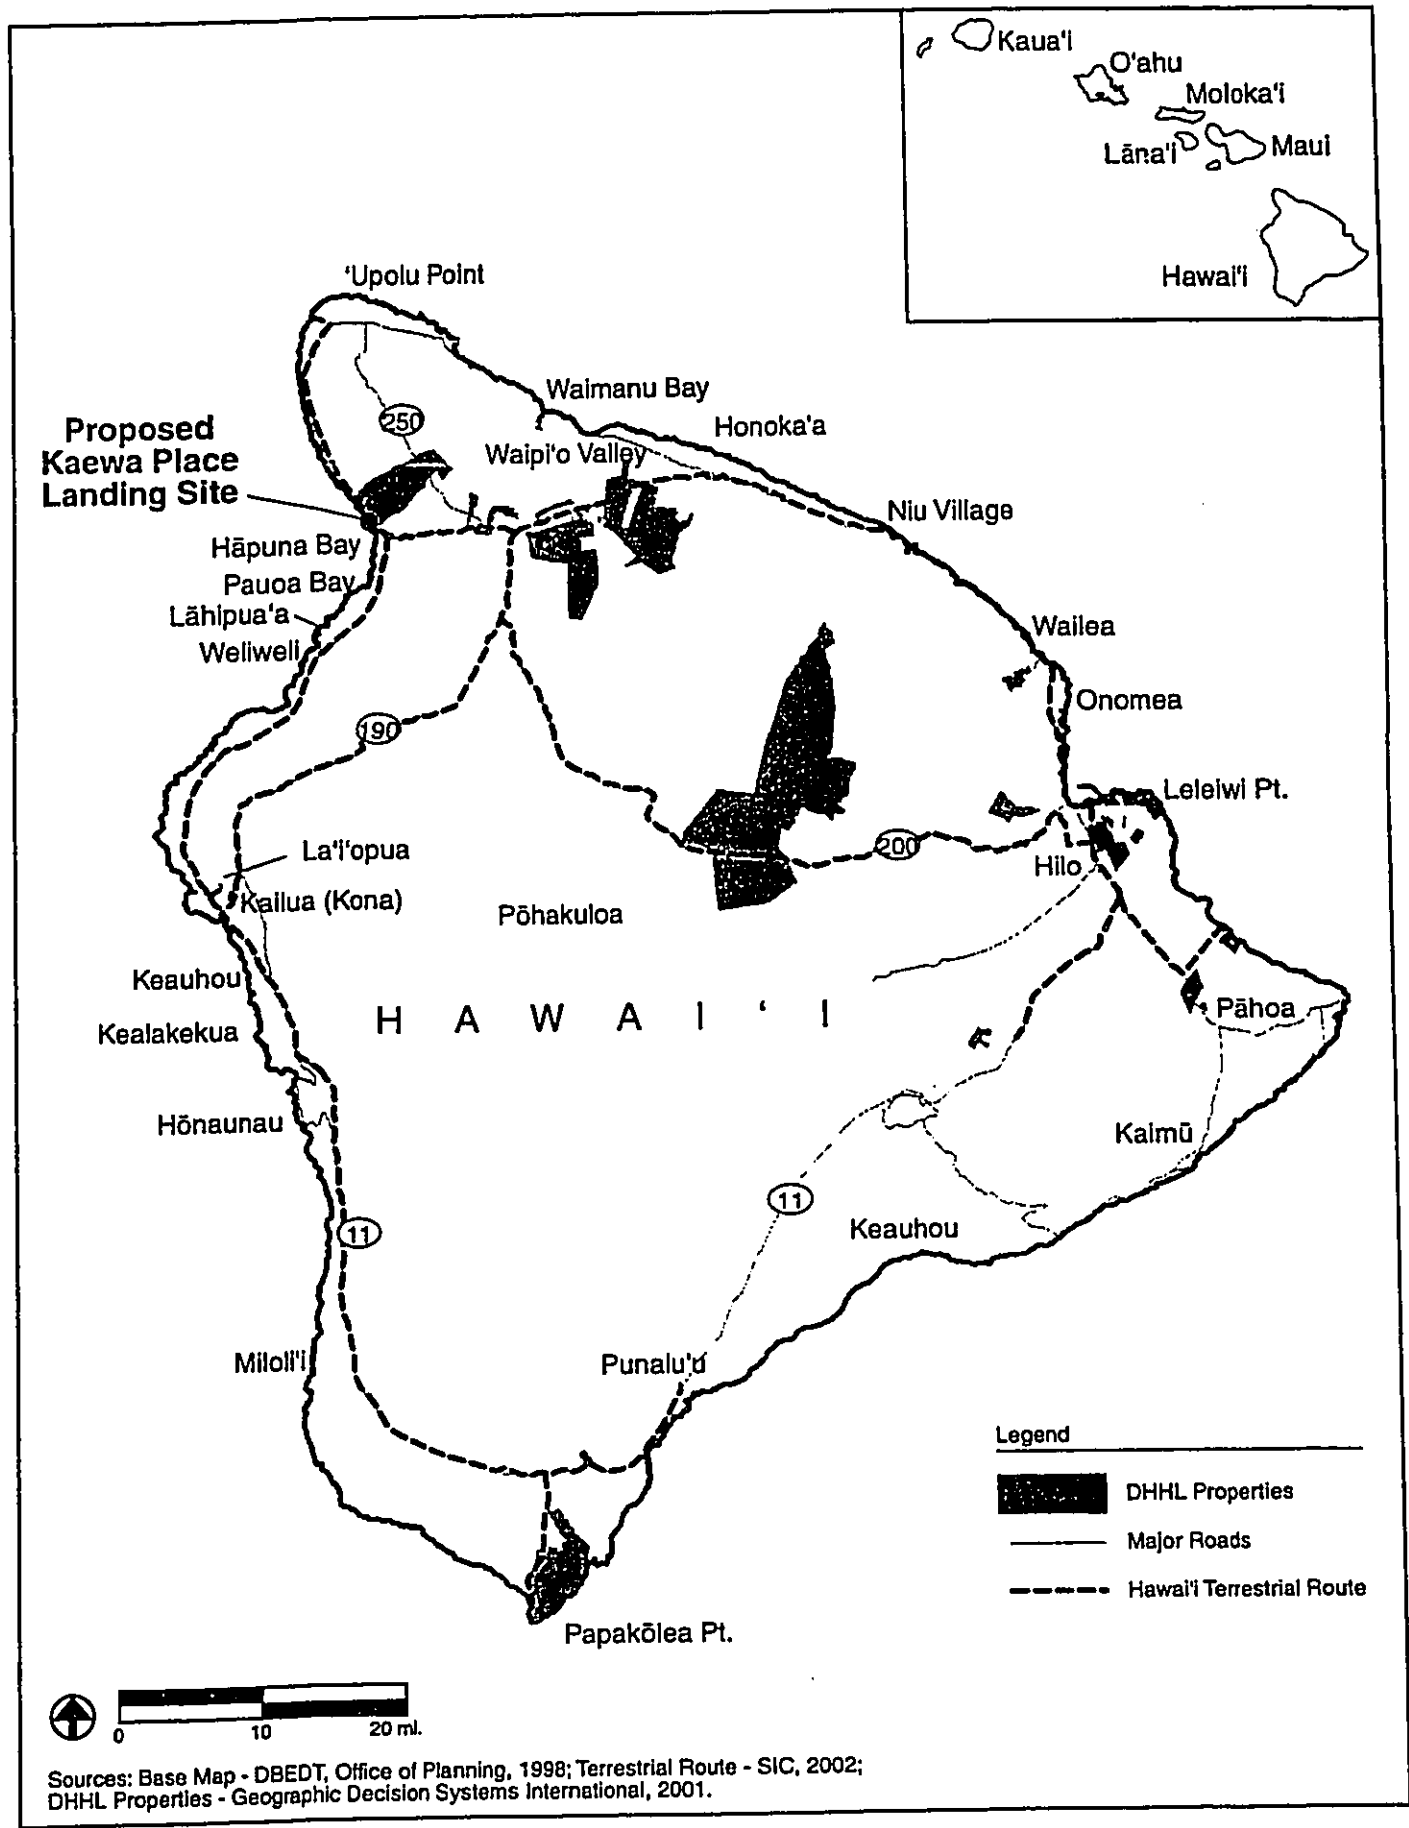 Kaua'i
O'ahu
Moloka'i
Lāna'i
Maui
Hawai'i
'Upolu Point
Waimanu Bay
Honoka'a
250
Proposed
Kaewa Place
Landing Site
Waipi'o Valley
Niu Village
Hāpuna Bay
Pauoa Bay
Lāhipua'a
Weliweli
Wailea
Onomea
190
Leleiwi Pt.
200
La'i'opua
Hilo
Kailua (Kona)
Pōhakuloa
Keauhou
Pāhoa
HAWAI'I
Kealakekua
Hōnaunau
Kaimū
11
Keauhou
11
Miloli'i
Punalu'u
Legend
DHHL Properties
Major Roads
Hawai'i Terrestrial Route
Papakōlea Pt.
0 10 20 mi.
Sources: Base Map - DBEDT, Office of Planning, 1998; Terrestrial Route - SIC, 2002;
DHHL Properties - Geographic Decision Systems International, 2001.